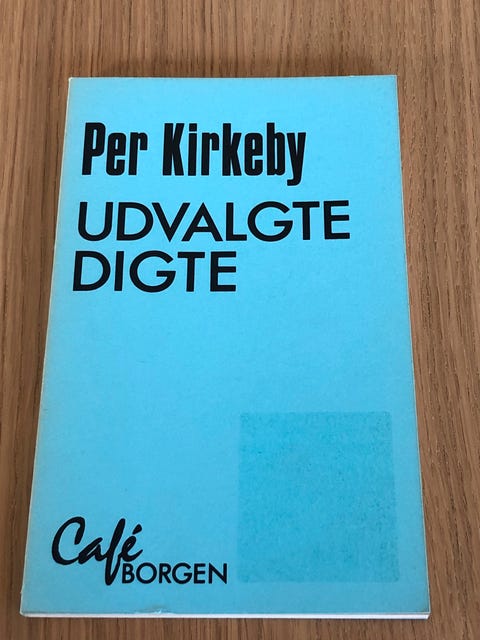 Per Kirkeby
UDVALGTE
DIGTE
Café
BORGEN